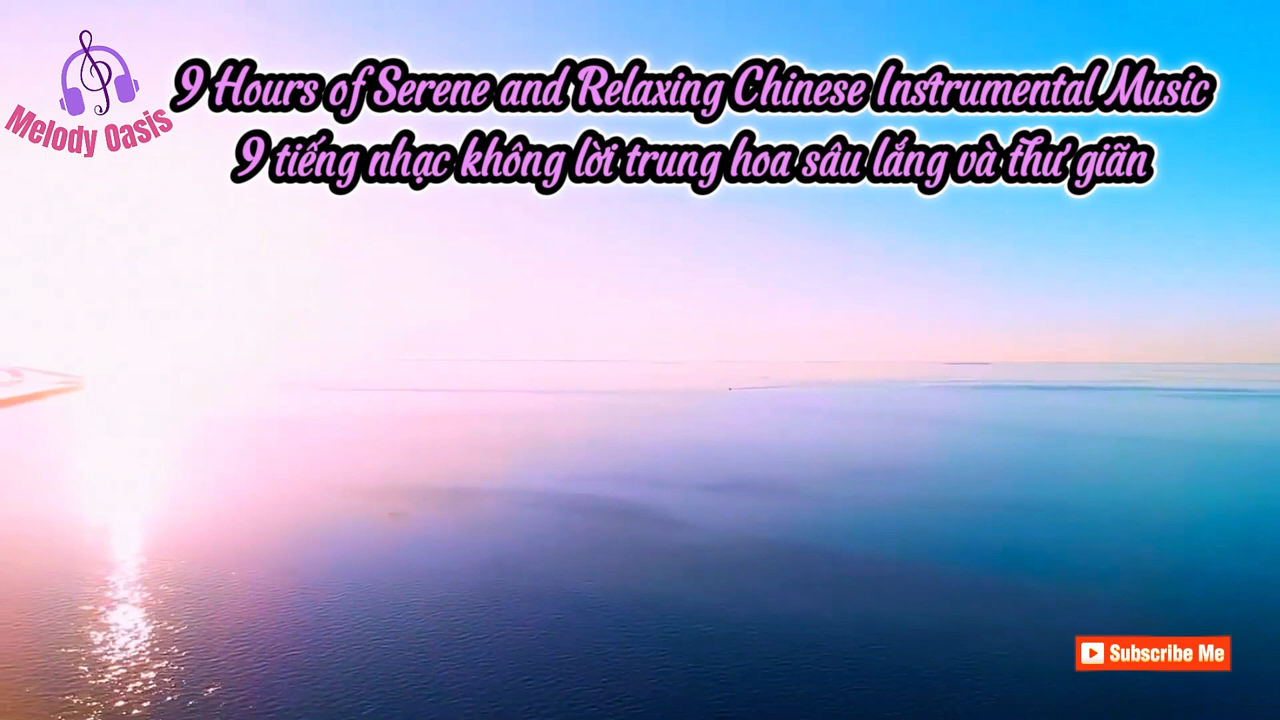 Melody Oasis
9 Hours of Serene and Relaxing Chinese Instrumental Music
9 tiếng nhạc không lời trung hoa sâu lắng và thư giãn
Subscribe Me